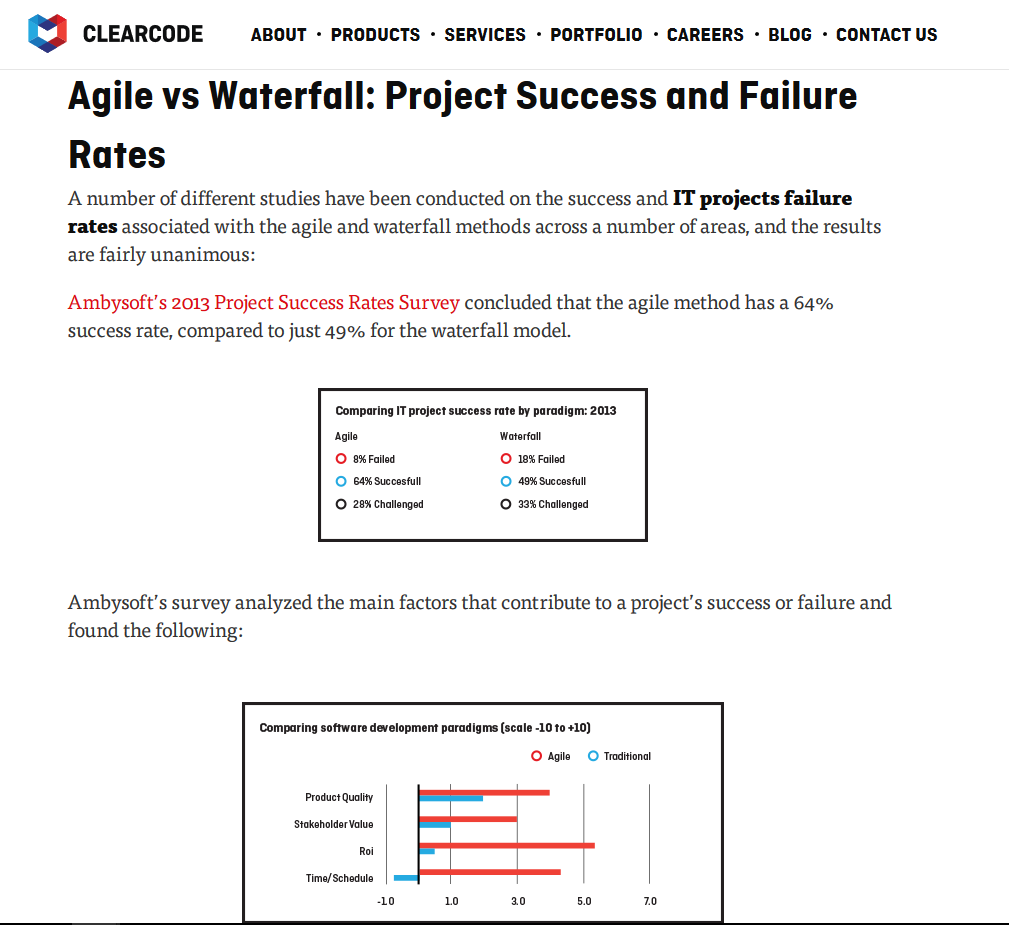 CLEARCODE
ABOUT • PRODUCTS • SERVICES • PORTFOLIO • CAREERS • BLOG • CONTACT US
Agile vs Waterfall: Project Success and Failure
Rates
A number of different studies have been conducted on the success and IT projects failure
rates associated with the agile and waterfall methods across a number of areas, and the results
are fairly unanimous:
Ambysoft's 2013 Project Success Rates Survey concluded that the agile method has a 64%
success rate, compared to just 49% for the waterfall model.
Comparing IT project success rate by paradigm: 2013
Agile Waterfall
8% Failed 18% Failed
64% Succesfull 49% Succesfull
28% Challenged 33% Challenged
Ambysoft's survey analyzed the main factors that contribute to a project's success or failure and
found the following:
Comparing software development paradigms (scale -10 to +10)
Agile Traditional
Product Quality
Stakeholder Value
Roi
Time/Schedule
-1.0 1.0 3.0 5.0 7.0